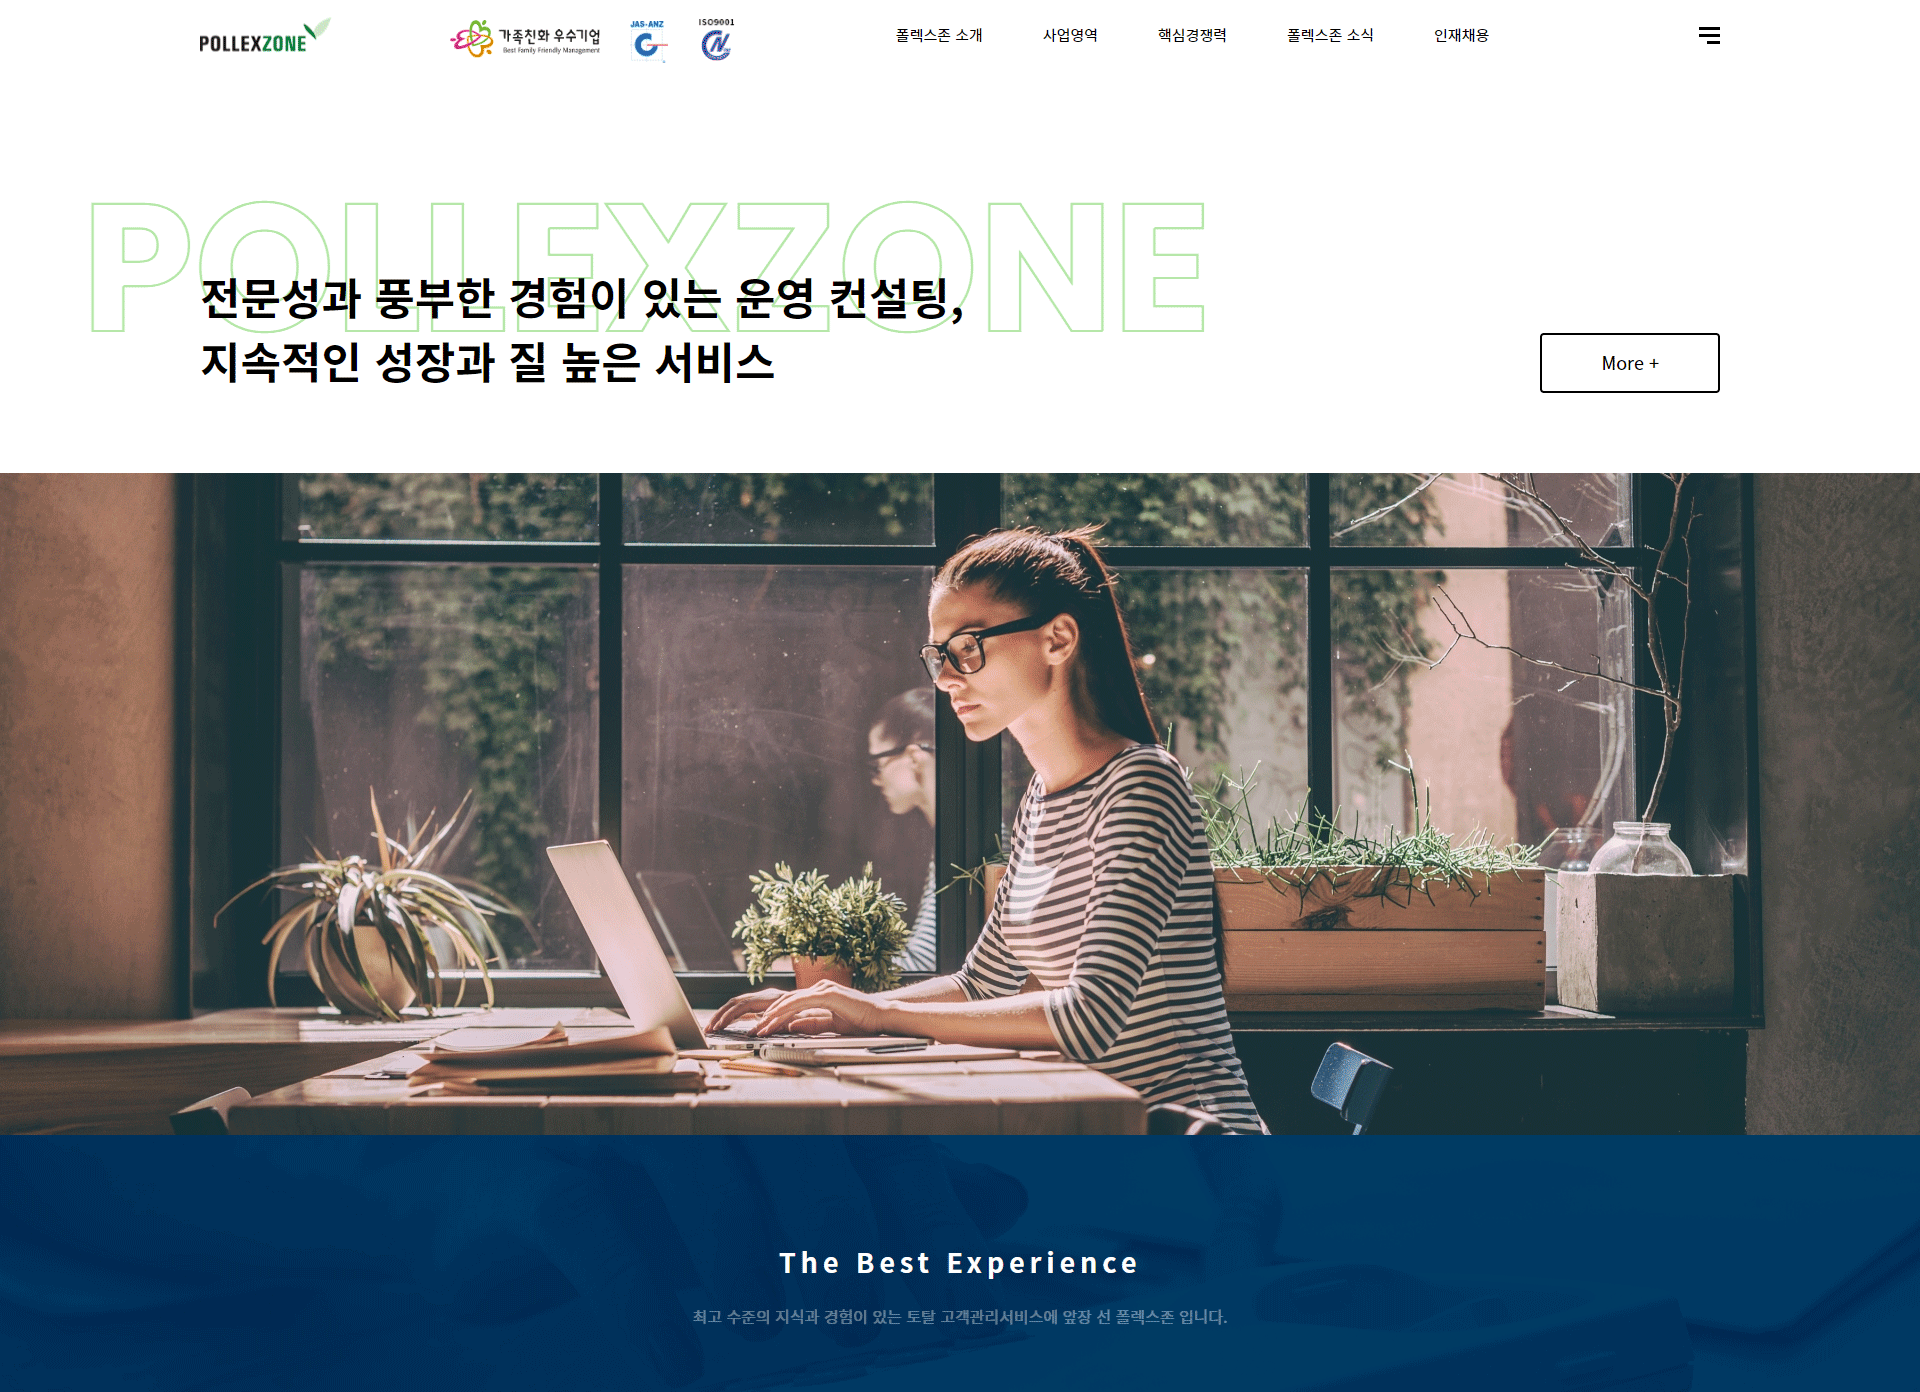 POLLEXZONE
가족친화 우수기업
Best Family Friendly Management
JAS-ANZ
ISO9001
폴렉스존 소개
사업영역
핵심경쟁력
폴렉스존 소식
인재채용
POLLEXZONE
전문성과 풍부한 경험이 있는 운영 컨설팅,
지속적인 성장과 질 높은 서비스
More +
The Best Experience
최고 수준의 지식과 경험이 있는 토탈 고객관리서비스에 앞장 선 폴렉스존 입니다.